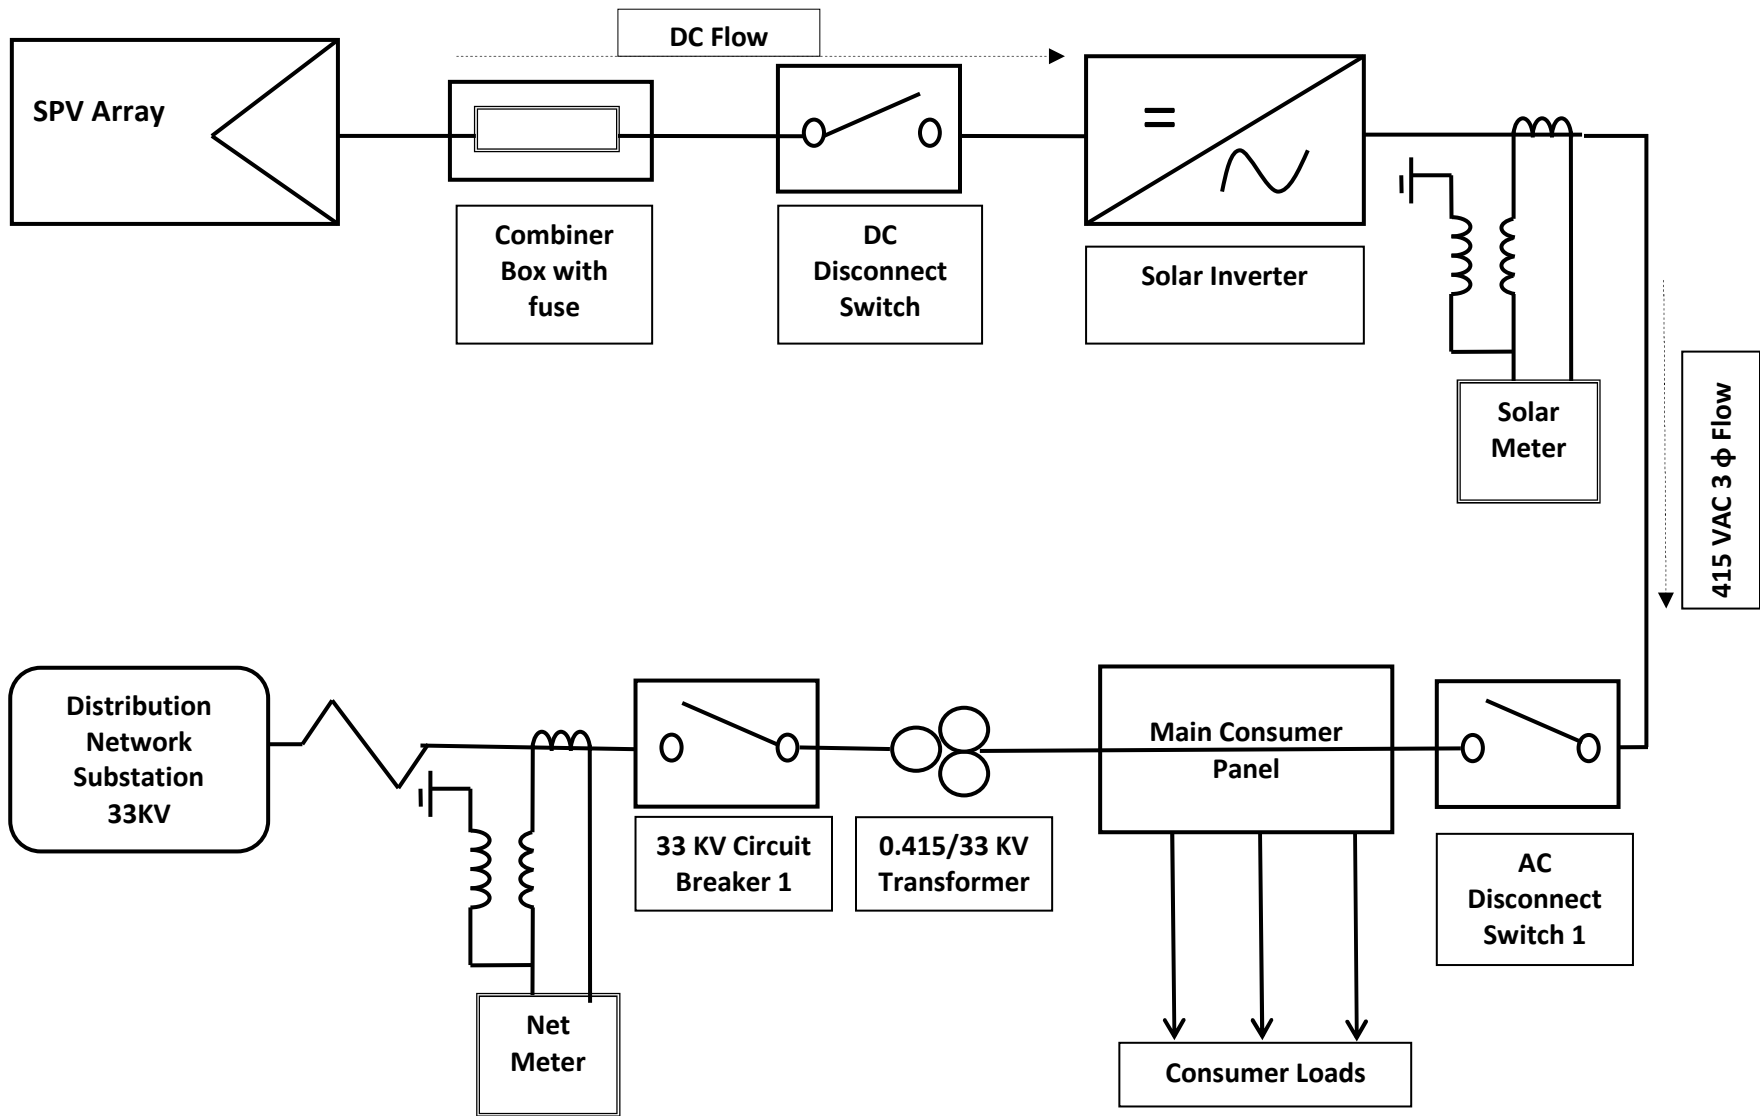 DC Flow
SPV Array
=
Combiner
Box with
fuse
DC
Disconnect
Switch
Solar Inverter
Solar
Meter
415 VAC 3 ф Flow
Distribution
Network
Substation
33KV
33 KV Circuit
Breaker 1
0.415/33 KV
Transformer
Main Consumer
Panel
AC
Disconnect
Switch 1
Net
Meter
Consumer Loads